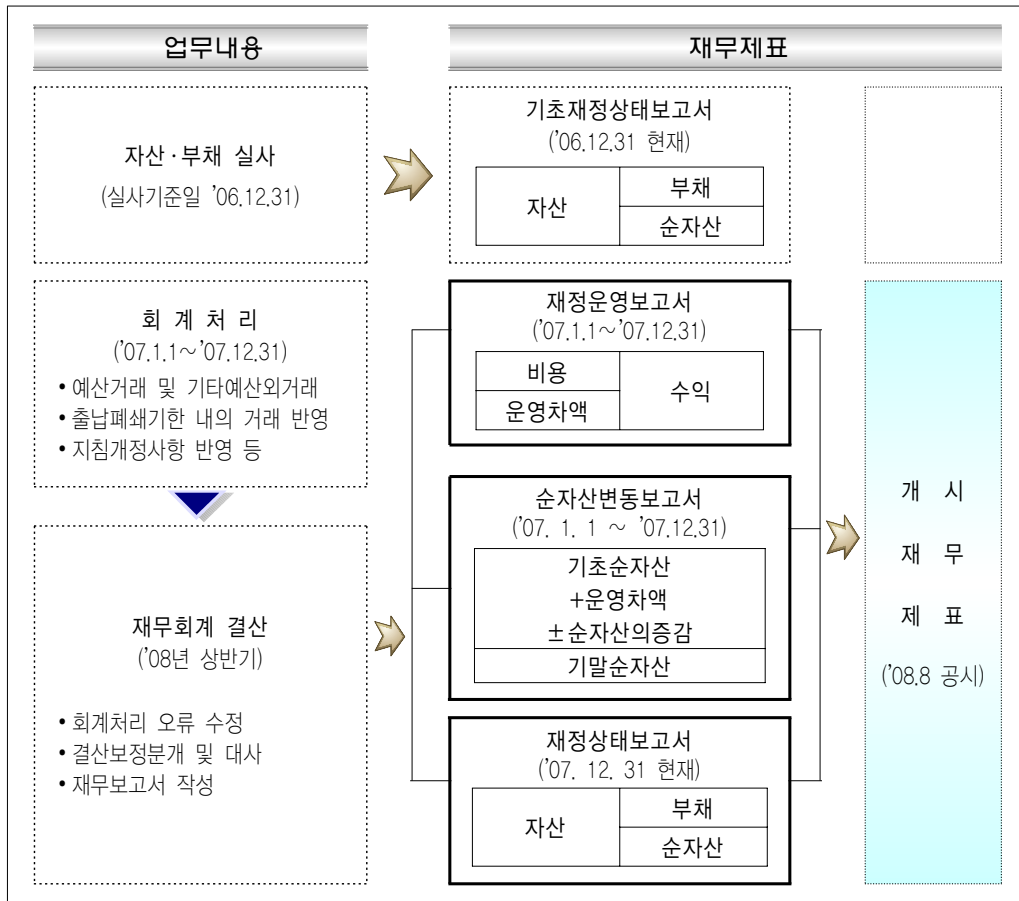 업무내용
재무제표
자산·부채 실사
(실사기준일 '06.12.31)
기초재정상태보고서
('06.12.31 현재)
자산
부채
순자산
회 계 처 리
('07.1.1~'07.12.31)
• 예산거래 및 기타예산외거래
• 출납폐쇄기한 내의 거래 반영
• 지침개정사항 반영 등
재무회계 결산
('08년 상반기)
• 회계처리 오류 수정
• 결산보정분개 및 대사
• 재무보고서 작성
재정운영보고서
('07.1.1~'07.12.31)
비용
운영차액
수익
순자산변동보고서
('07. 1. 1 ~ '07.12.31)
기초순자산
+운영차액
±순자산의증감
기말순자산
재정상태보고서
('07. 12. 31 현재)
자산
부채
순자산
개 시
재 무
제 표
('08.8 공시)